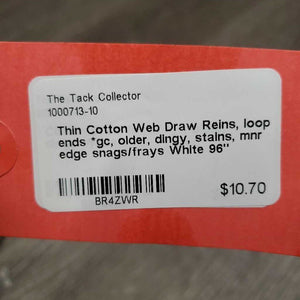 The Tack Collector
1000713-10
Thin Cotton Web Draw Reins, loop
ends *gc, older, dingy, stains, mnr
edge snags/frays White 96"
BR4ZWR
$10.70